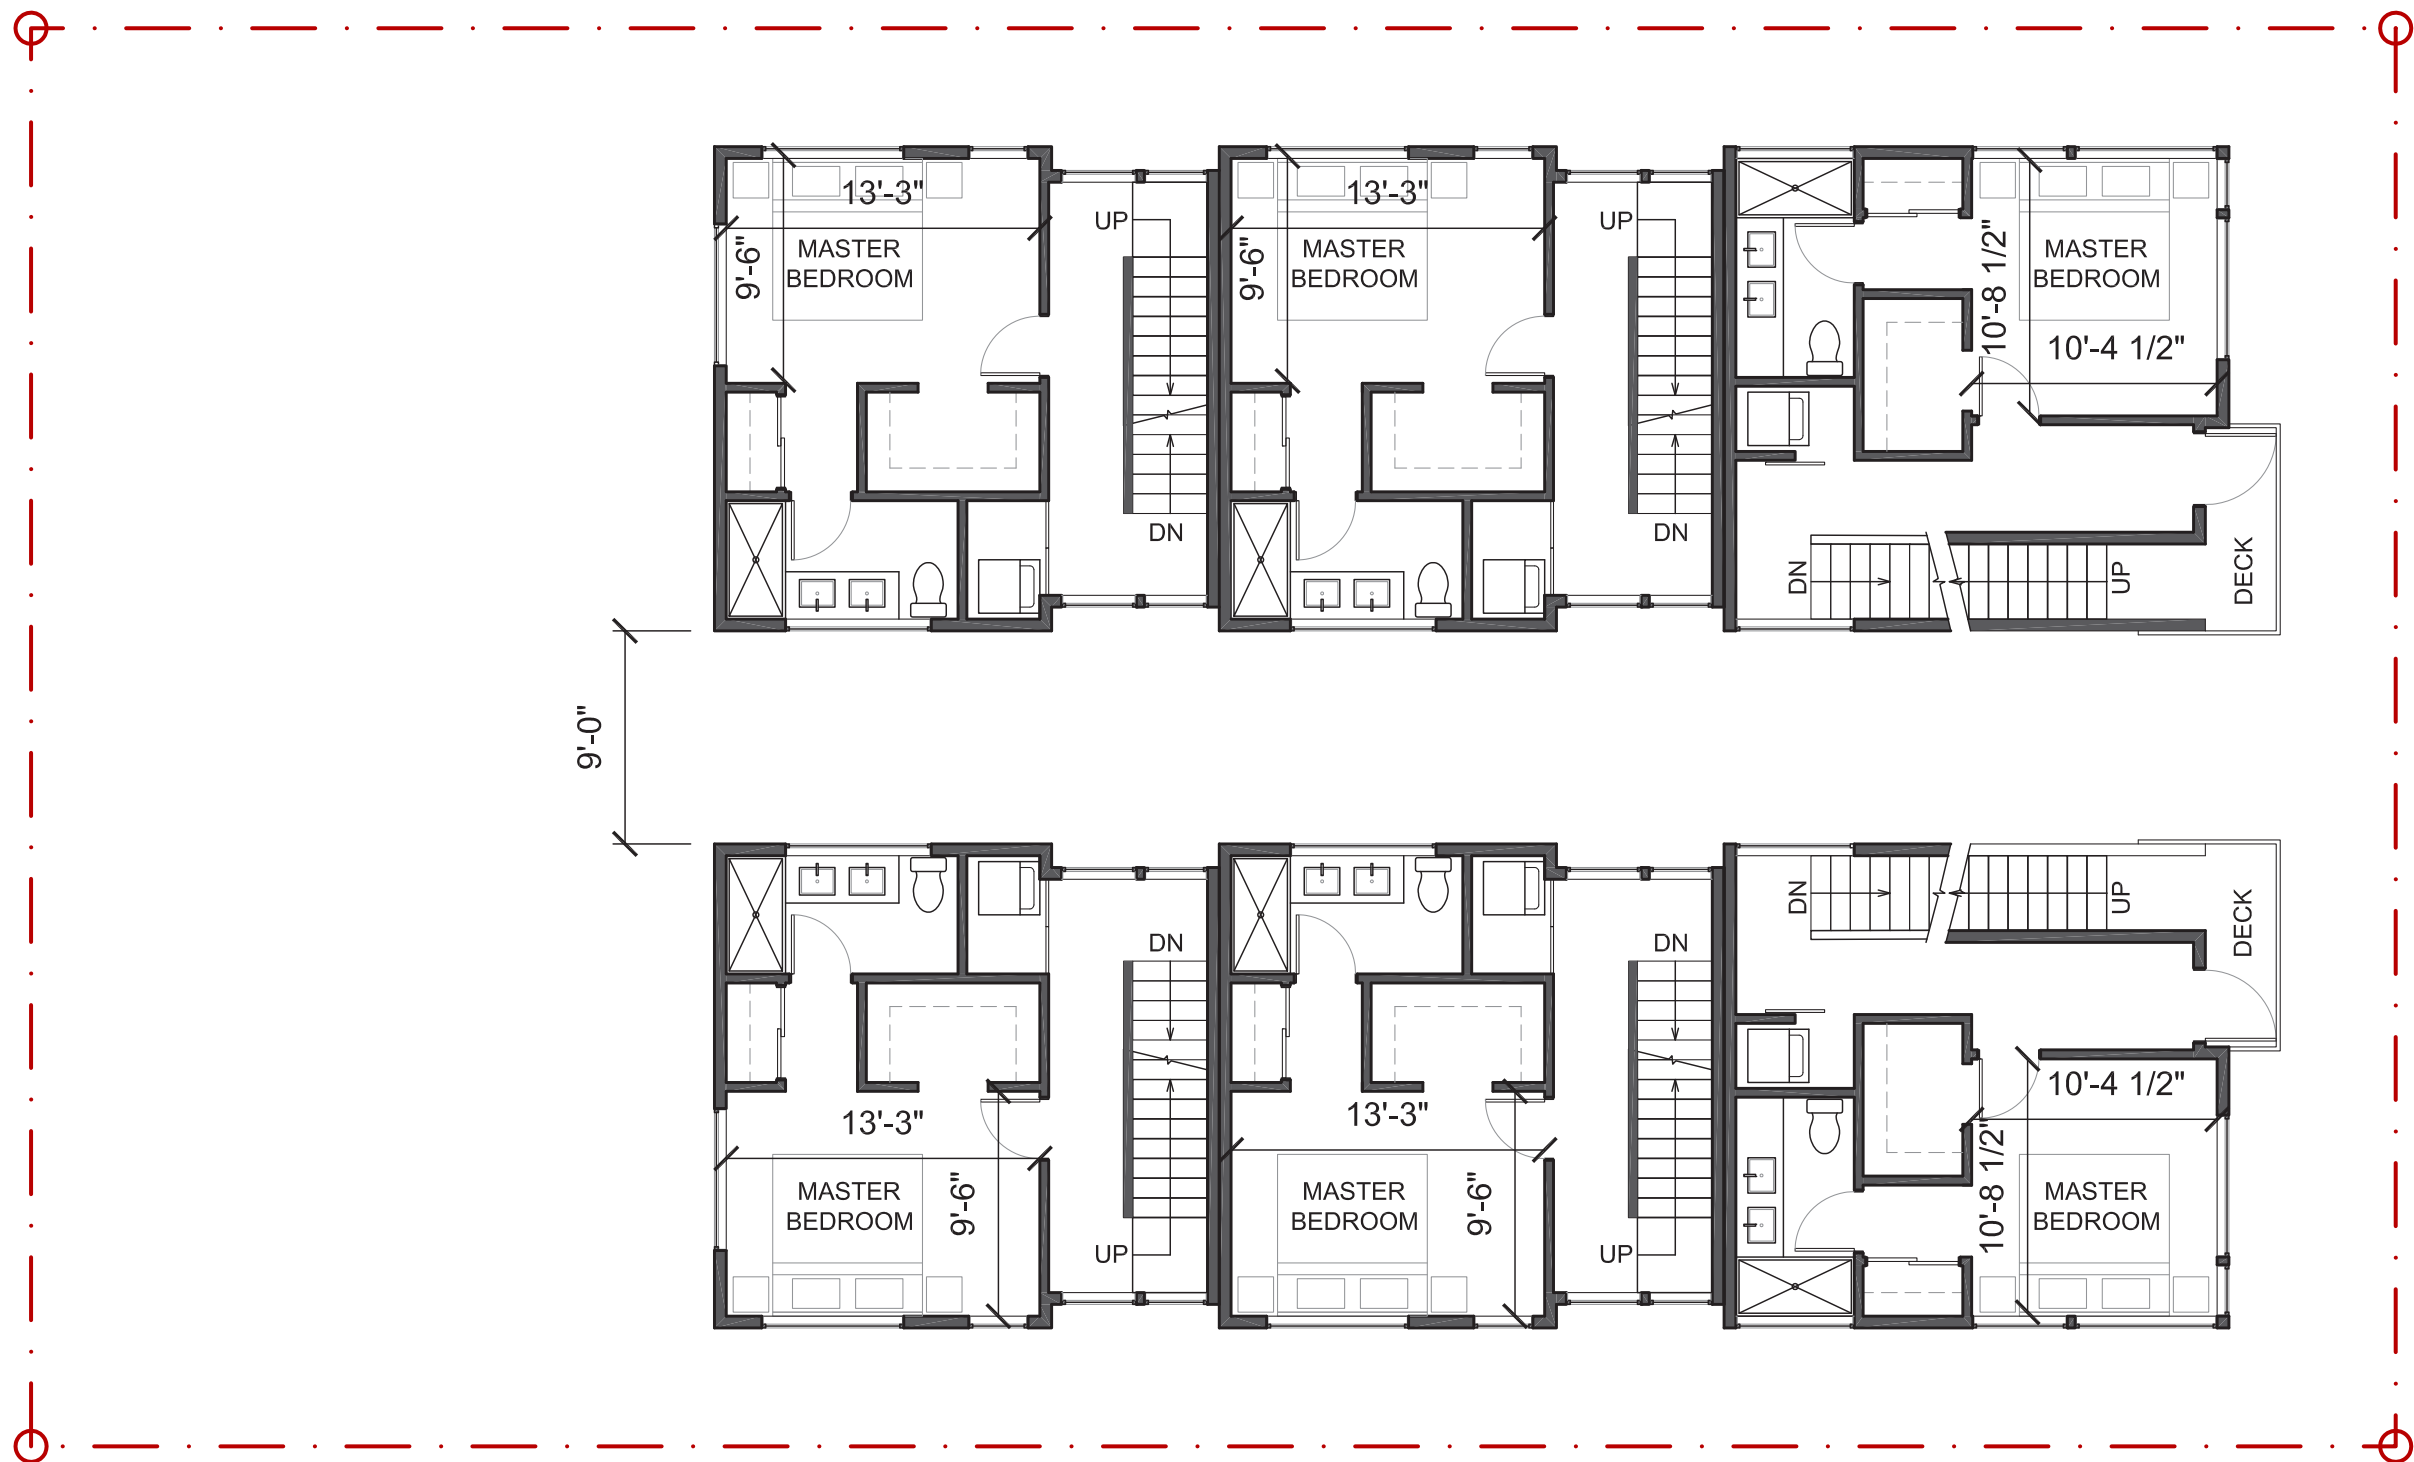 13'-3"
9'-6"
MASTER
BEDROOM
UP
DN
13'-3"
9'-6"
MASTER
BEDROOM
UP
DN
10'-8 1/2"
MASTER
BEDROOM
10'-4 1/2"
DN
UP
DECK
9'-0"
DN
13'-3"
MASTER
BEDROOM
9'-6"
UP
DN
13'-3"
MASTER
BEDROOM
9'-6"
UP
DN
UP
DECK
10'-4 1/2"
10'-8 1/2"
MASTER
BEDROOM